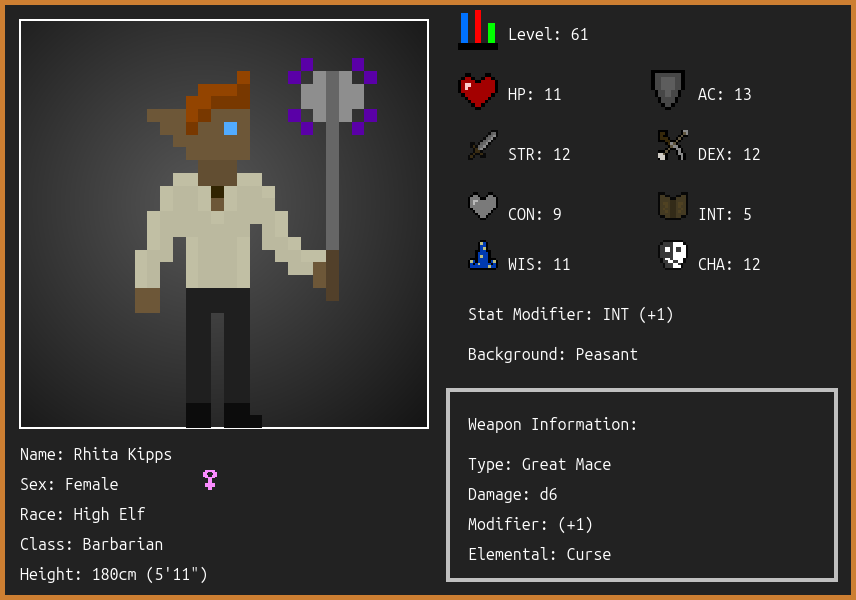 Level: 61
HP: 11
AC: 13
STR: 12
DEX: 12
CON: 9
INT: 5
WIS: 11
CHA: 12
Stat Modifier: INT (+1)
Background: Peasant
Weapon Information:
Type: Great Mace
Damage: d6
Modifier: (+1)
Elemental: Curse
Name: Rhita Kipps
Sex: Female
Race: High Elf
Class: Barbarian
Height: 180cm (5'11")